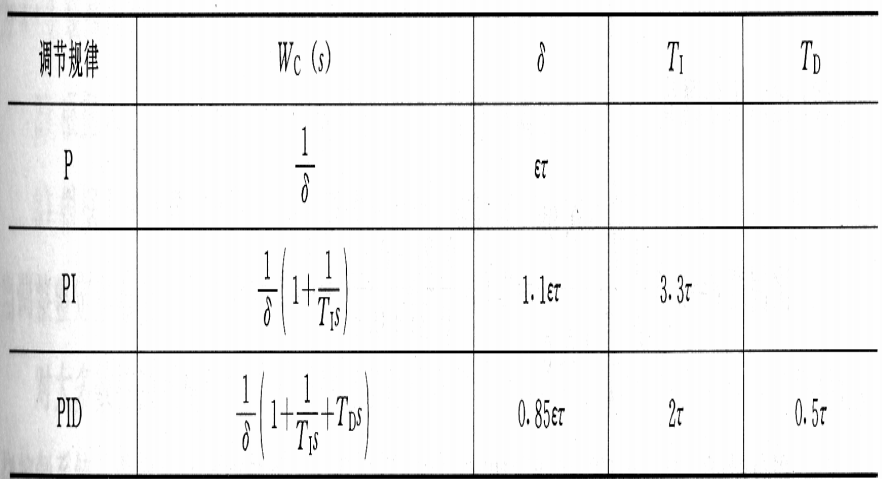 调节规律 W_C (s) δ T_I T_D
P 1/δ ετ
PI 1/δ(1+1/(T_I s)) 1.1ετ 3.3τ
PID 1/δ(1+1/(T_I s)+T_D s) 0.85ετ 2τ 0.5τ